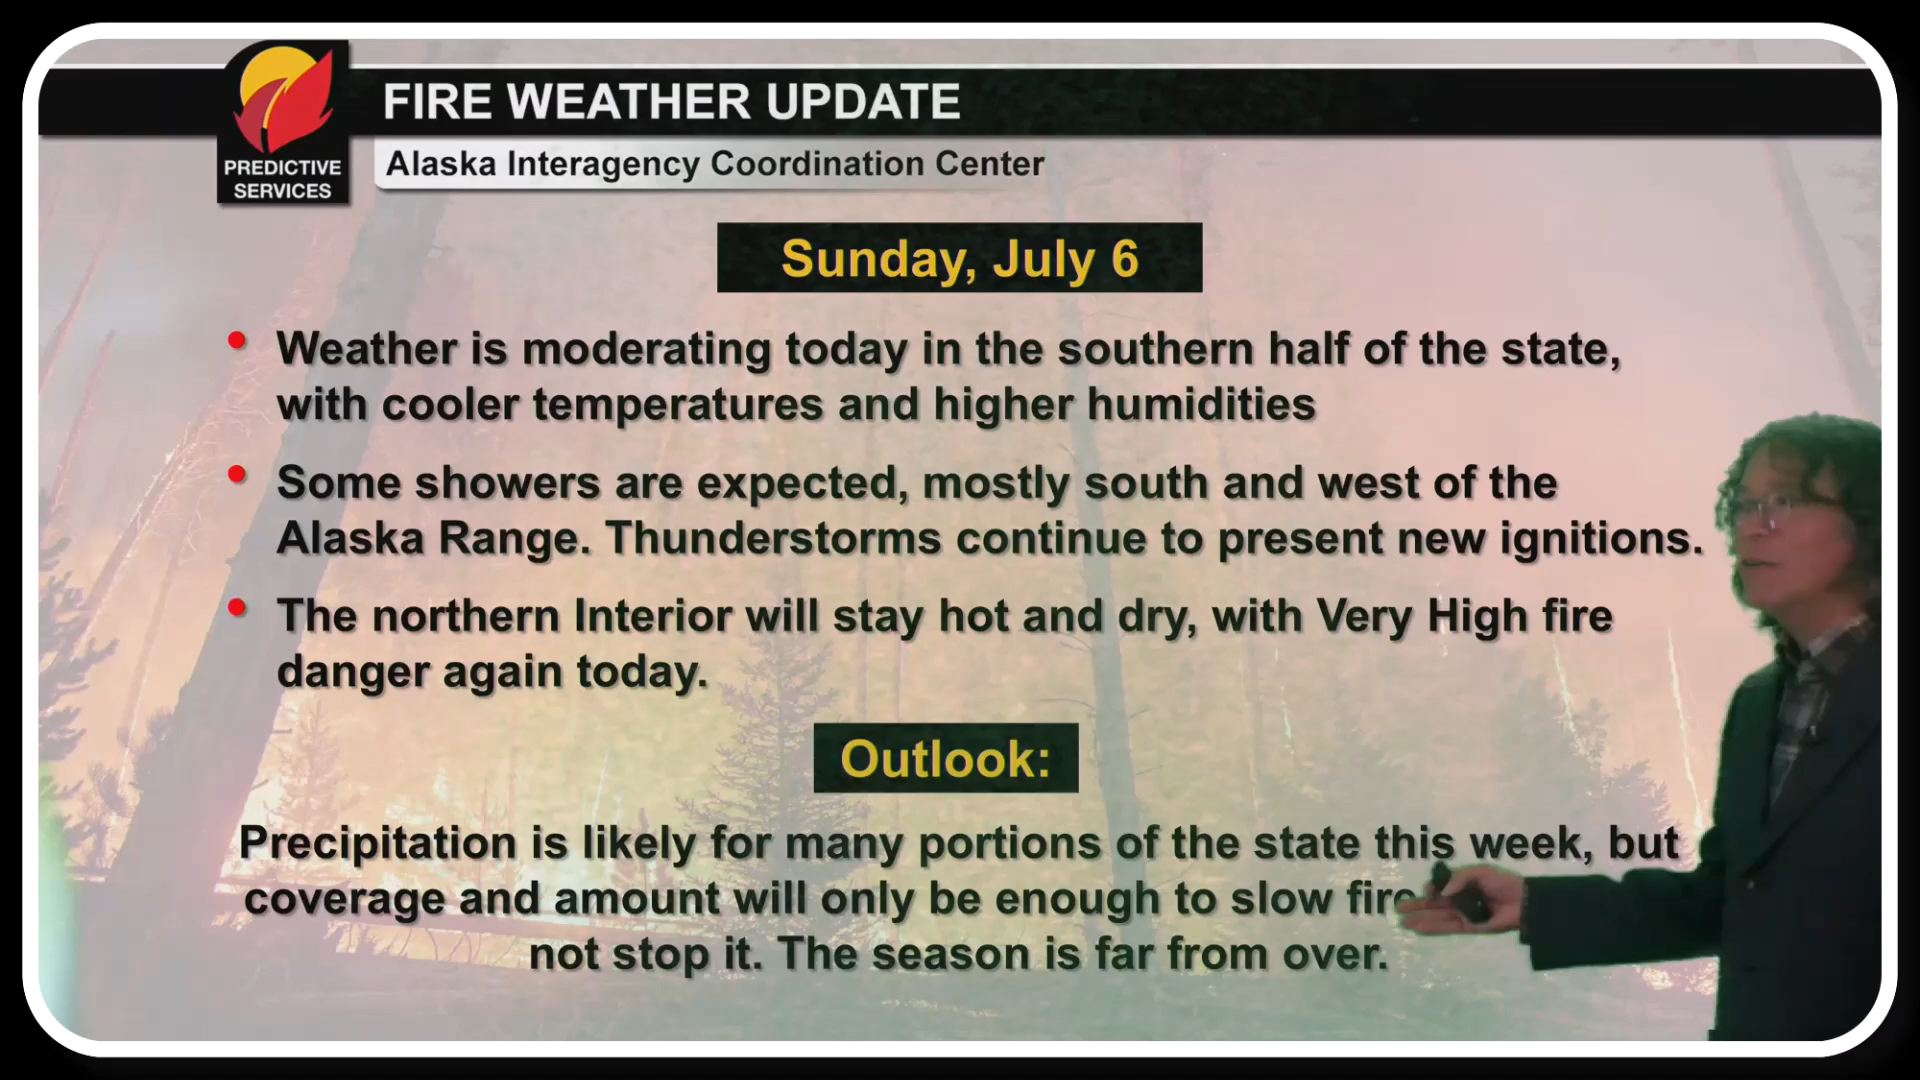 FIRE WEATHER UPDATE
PREDICTIVE
SERVICES
Alaska Interagency Coordination Center
Sunday, July 6
• Weather is moderating today in the southern half of the state,
with cooler temperatures and higher humidities
• Some showers are expected, mostly south and west of the
Alaska Range. Thunderstorms continue to present new ignitions.
• The northern Interior will stay hot and dry, with Very High fire
danger again today.
Outlook:
Precipitation is likely for many portions of the state this week, but
coverage and amount will only be enough to slow
not stop it. The season is far from over.